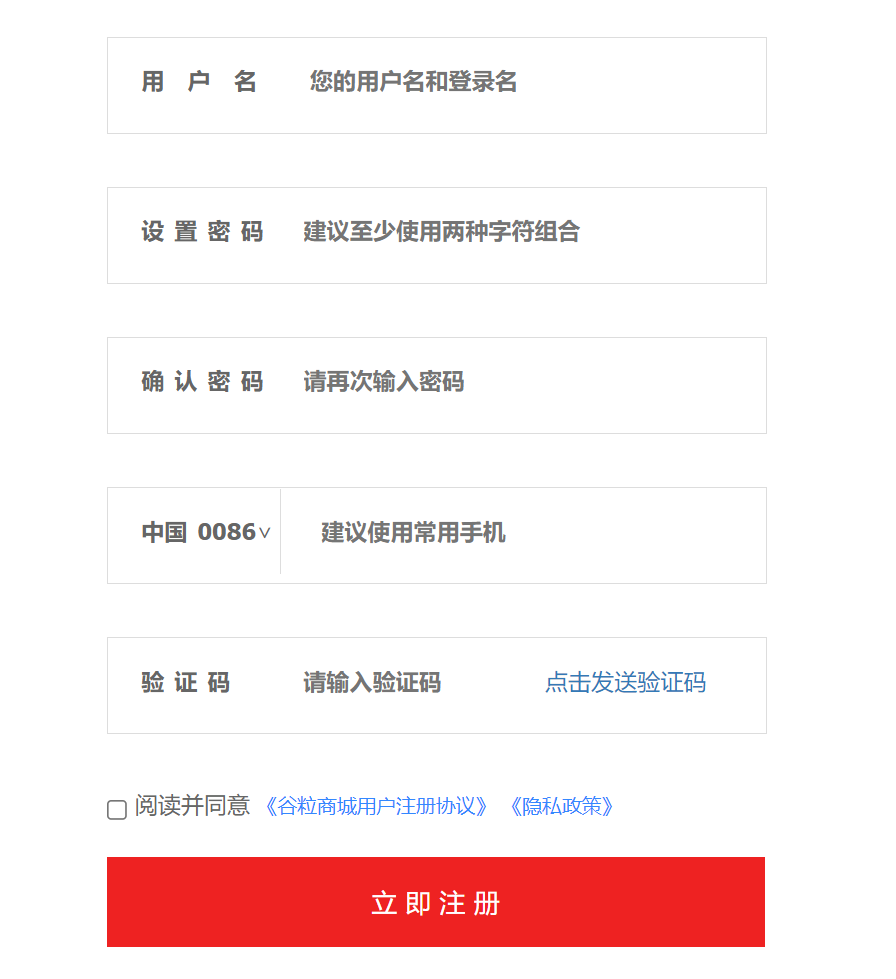 用 户 名 您的用户名和登录名
设 置 密 码 建议至少使用两种字符组合
确 认 密 码 请再次输入密码
中国 0086∨ 建议使用常用手机
验 证 码 请输入验证码 点击发送验证码
阅读并同意 《谷粒商城用户注册协议》 《隐私政策》
立 即 注 册